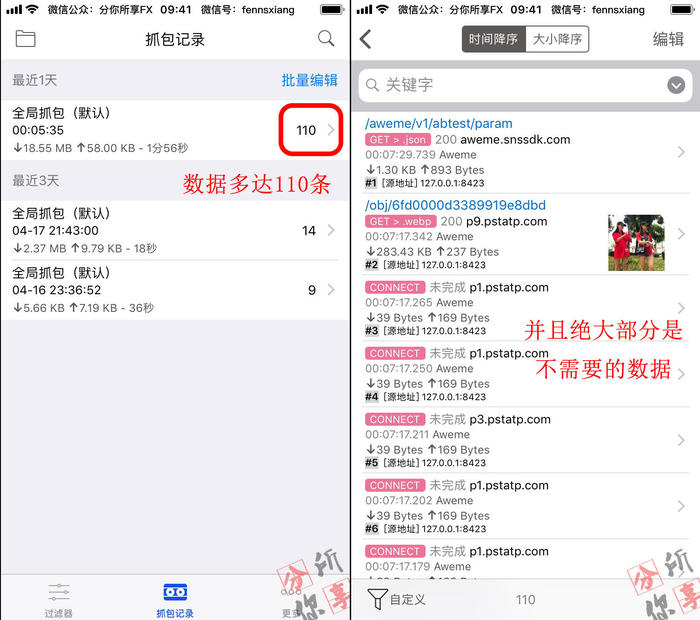 微信公众: 分你所享FX 09:41 微信号: fennsxiang
抓包记录
最近1天
批量编辑
全局抓包（默认）
00:05:35
110
↓18.55 MB ↑58.00 KB - 1分56秒
最近3天
数据多达110条
全局抓包（默认）
04-17 21:43:00
14
↓2.37 MB ↑9.79 KB - 18秒
全局抓包（默认）
04-16 23:36:52
9
↓5.66 KB ↑7.19 KB - 36秒
过滤器
抓包记录
更多
分所你享
微信公众: 分你所享FX 09:41 微信号: fennsxiang
时间降序
大小降序
编辑
关键字
/aweme/v1/abtest/param
GET > .json 200 aweme.snssdk.com
00:07:29.739 Aweme
↓1.30 KB ↑893 Bytes
#1 [源地址] 127.0.0.1:8423
/obj/6fd0000d3389919e8dbd
GET > .webp 200 p9.pstatp.com
00:07:17.342 Aweme
↓283.43 KB ↑237 Bytes
#2 [源地址] 127.0.0.1:8423
CONNECT 未完成 p1.pstatp.com
00:07:17.265 Aweme
↓39 Bytes ↑169 Bytes
#3 [源地址] 127.0.0.1:8423
并且绝大部分是
不需要的数据
CONNECT 未完成 p1.pstatp.com
00:07:17.250 Aweme
↓39 Bytes ↑169 Bytes
#4 [源地址] 127.0.0.1:8423
CONNECT 未完成 p3.pstatp.com
00:07:17.211 Aweme
↓39 Bytes ↑169 Bytes
#5 [源地址] 127.0.0.1:8423
CONNECT 未完成 p1.pstatp.com
00:07:17.202 Aweme
↓39 Bytes ↑169 Bytes
#6 [源地址] 127.0.0.1:8423
CONNECT 未完成 p1.pstatp.com
00:07:17.179 Aweme
↓39 Bytes ↑169 Bytes
自定义
110
分所你享